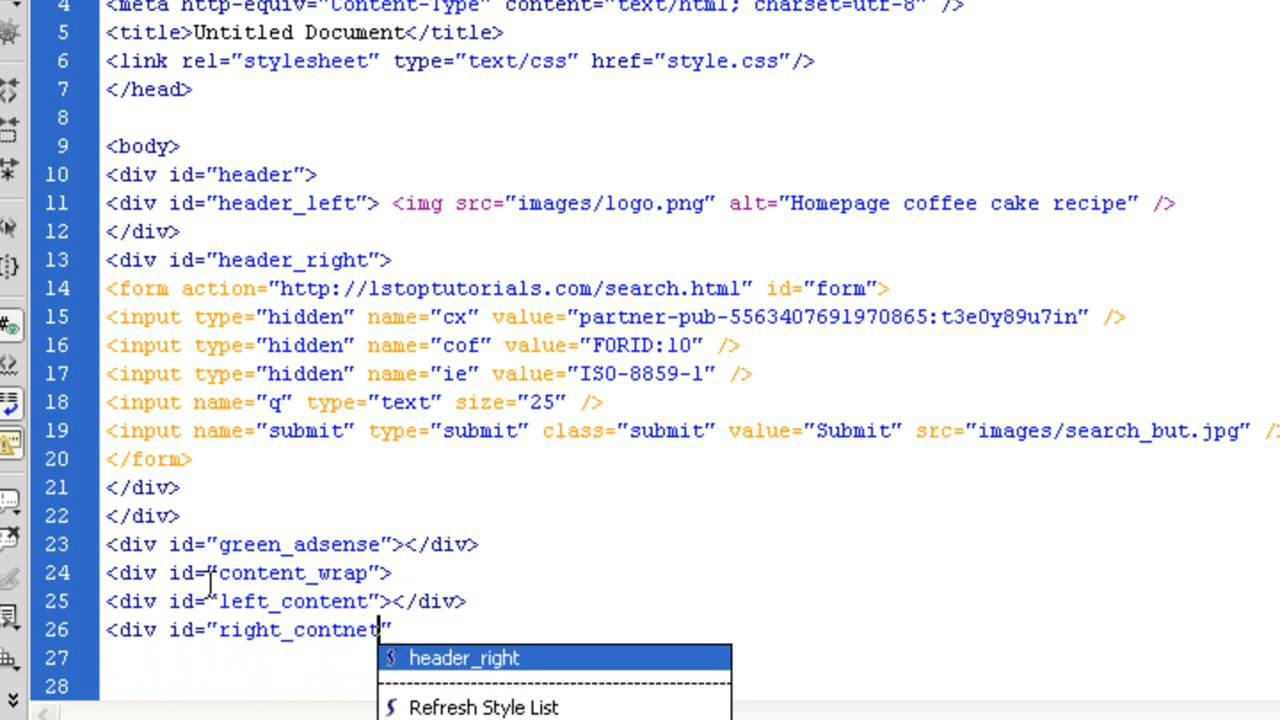 4 <meta http-equiv="Content-Type" content="text/html; charset=utf-8" />
5 <title>Untitled Document</title>
6 <link rel="stylesheet" type="text/css" href="style.css"/>
7 </head>
8
9 <body>
10 <div id="header">
11 <div id="header_left"> <img src="images/logo.png" alt="Homepage coffee cake recipe" />
12 </div>
13 <div id="header_right">
14 <form action="http://1stoptutorials.com/search.html" id="form">
15 <input type="hidden" name="cx" value="partner-pub-5563407691970865:t3e0y89u7in" />
16 <input type="hidden" name="cof" value="FORID:10" />
17 <input type="hidden" name="ie" value="ISO-8859-1" />
18 <input name="q" type="text" size="25" />
19 <input name="submit" type="submit" class="submit" value="Submit" src="images/search_but.jpg" />
20 </form>
21 </div>
22 </div>
23 <div id="green_adsense"></div>
24 <div id="content_wrap">
25 <div id="left_content"></div>
26 <div id="right_contnet"
header_right
27
28
Refresh Style List